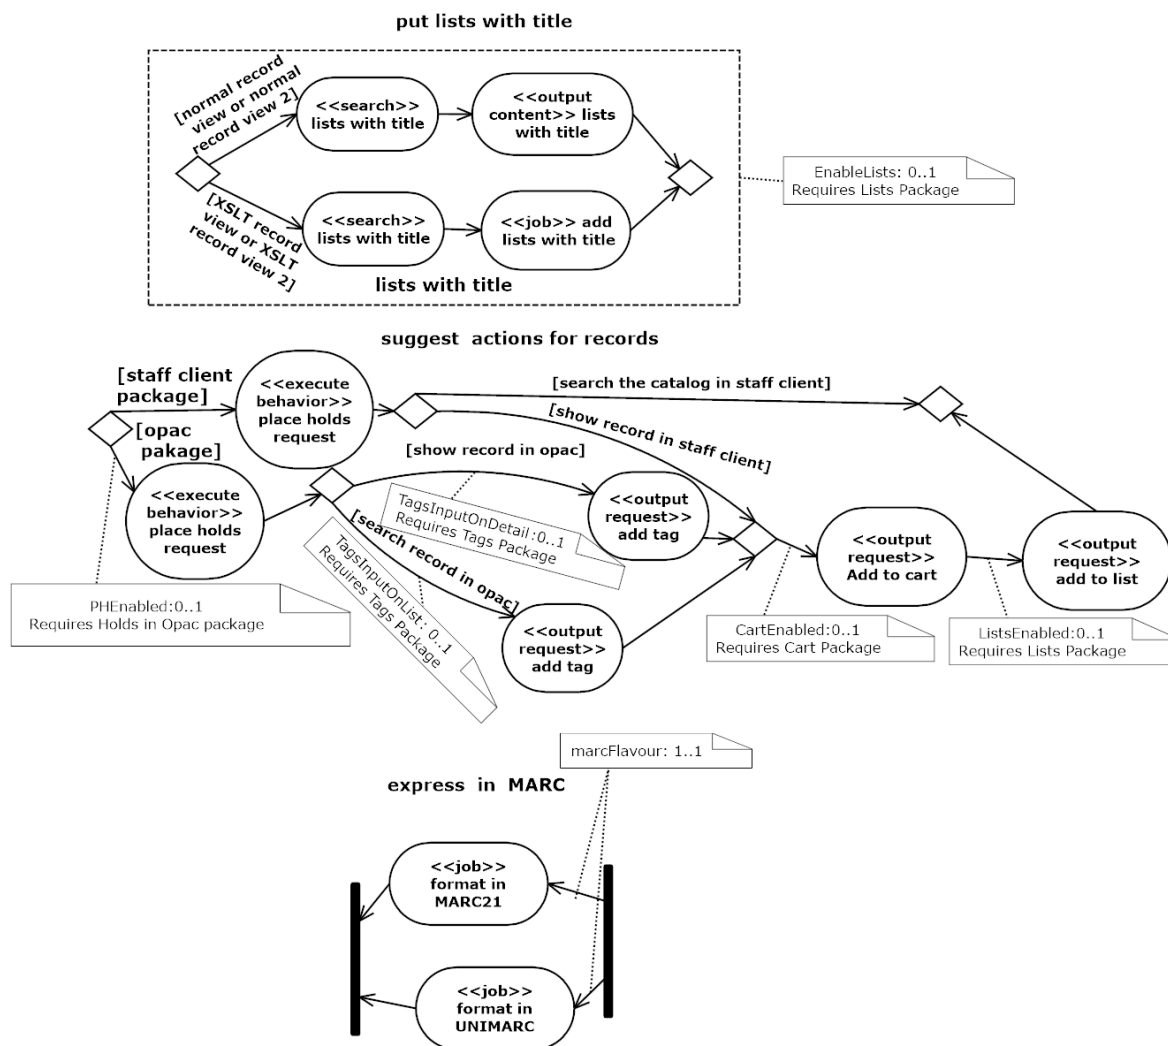 put lists with title
[normal record
view or normal
record view 2]
<<search>>
lists with title
<<output
content>> lists
with title
EnableLists: 0..1
Requires Lists Package
[XSLT record
view or XSLT
record view 2]
<<search>>
lists with title
<<job>> add
lists with title
lists with title
suggest actions for records
[staff client
package]
<<execute
behavior>>
place holds
request
[search the catalog in staff client]
[show record in staff client]
[opac
pakage]
<<execute
behavior>>
place holds
request
[show record in opac]
TagsInputOnDetail:0..1
Requires Tags Package
<<output
request>>
add tag
[search record in opac]
TagsInputOnList: 0..1
Requires Tags Package
<<output
request>>
add tag
<<output
request>>
Add to cart
<<output
request>>
add to list
PHEnabled:0..1
Requires Holds in Opac package
CartEnabled:0..1
Requires Cart Package
ListsEnabled:0..1
Requires Lists Package
marcFlavour: 1..1
express in MARC
<<job>>
format in
MARC21
<<job>>
format in
UNIMARC